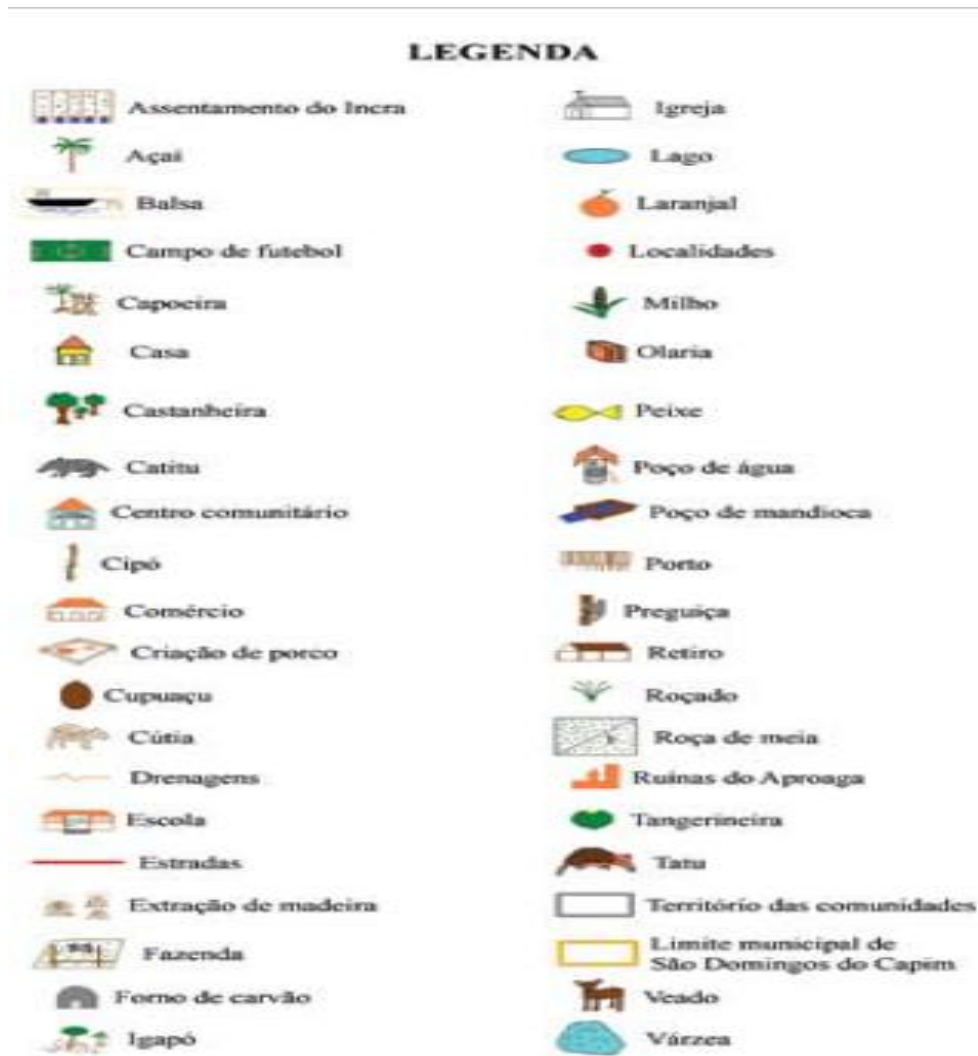 LEGENDA
Assentamento do Incra
Açaí
Balsa
Campo de futebol
Capoeira
Casa
Castanheira
Catitu
Centro comunitário
Cipó
Comércio
Criação de porco
Cupuaçu
Cútia
Drenagens
Escola
Estradas
Extração de madeira
Fazenda
Forno de carvão
Igapó
Igreja
Lago
Laranjal
Localidades
Milho
Olaria
Peixe
Poço de água
Poço de mandioca
Porto
Preguiça
Retiro
Roçado
Roça de meia
Ruínas do Aproaga
Tangerineira
Tatu
Território das comunidades
Limite municipal de
São Domingos do Capim
Veado
Várzea